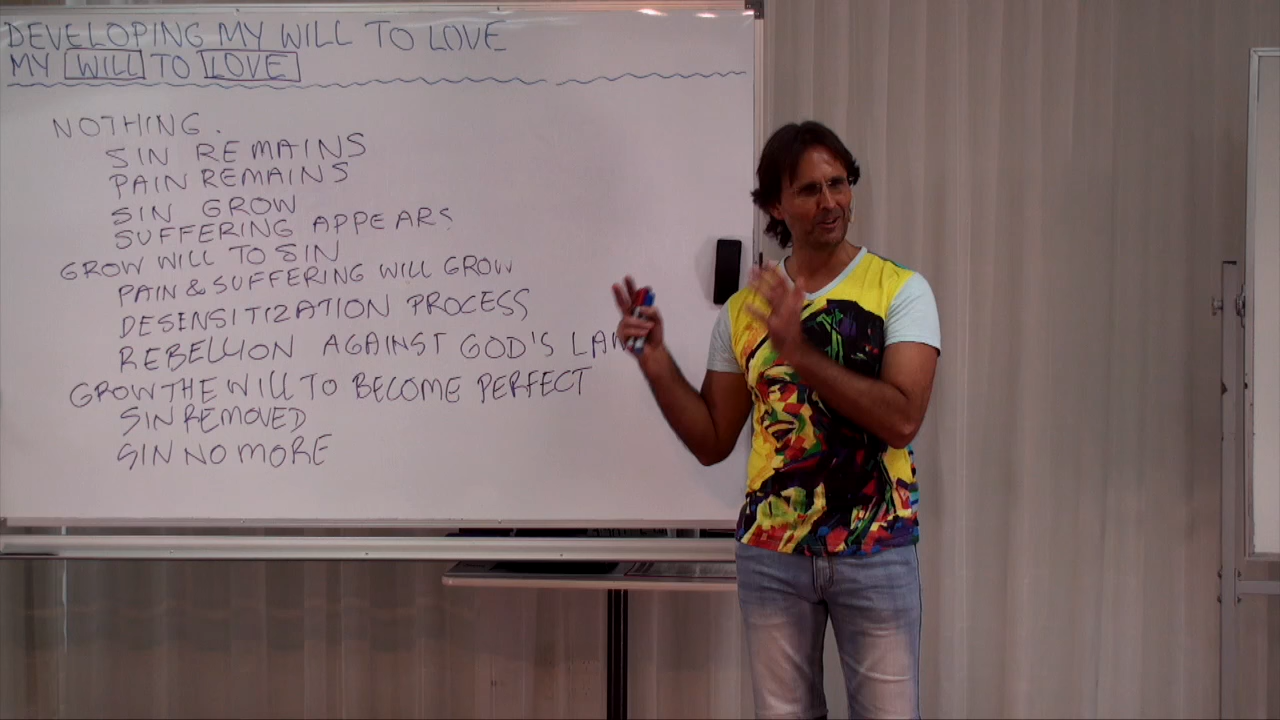 DEVELOPING MY WILL TO LOVE
MY WILL TO LOVE
NOTHING.
SIN REMAINS
PAIN REMAINS
SIN GROW
SUFFERING APPEARS
GROW WILL TO SIN
PAIN & SUFFERING WILL GROW
DESENSITIZATION PROCESS
REBELLION AGAINST GOD'S LAW
GROW THE WILL TO BECOME PERFECT
SIN REMOVED
SIN NO MORE